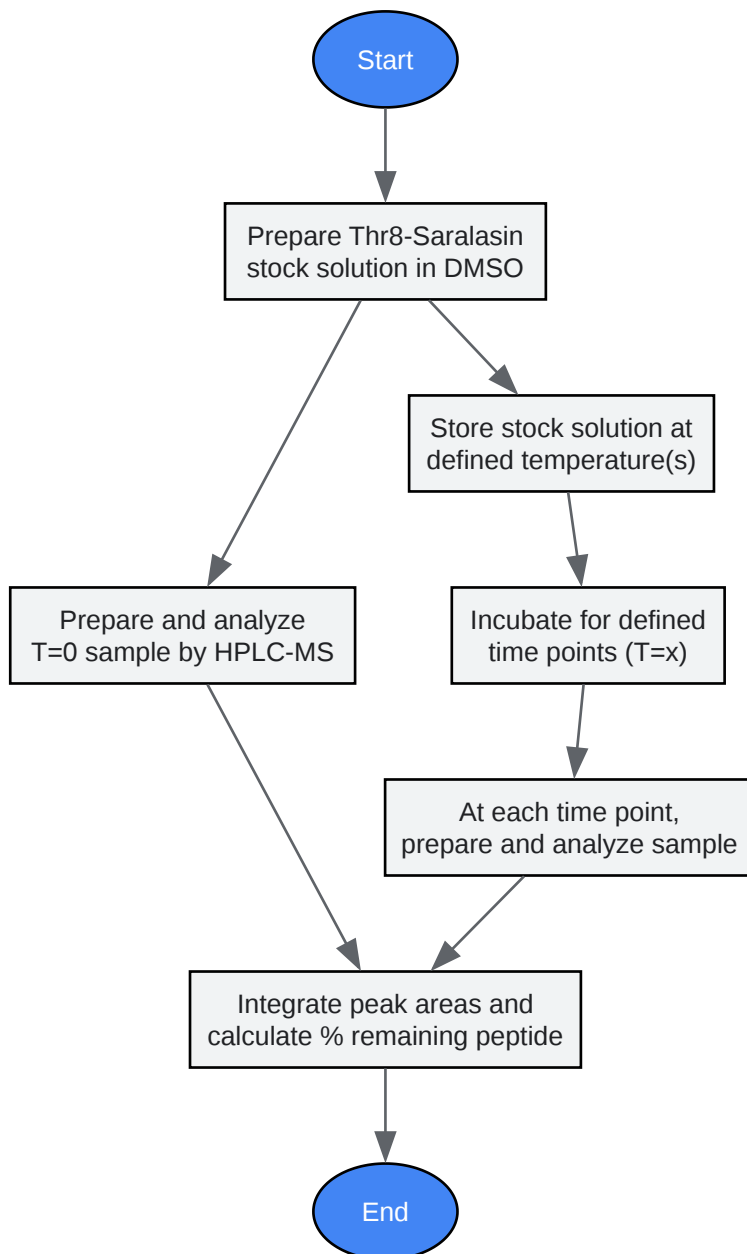 Start
Prepare Thr8-Saralasin
stock solution in DMSO
Store stock solution at
defined temperature(s)
Prepare and analyze
T=0 sample by HPLC-MS
Incubate for defined
time points (T=x)
At each time point,
prepare and analyze sample
Integrate peak areas and
calculate % remaining peptide
End